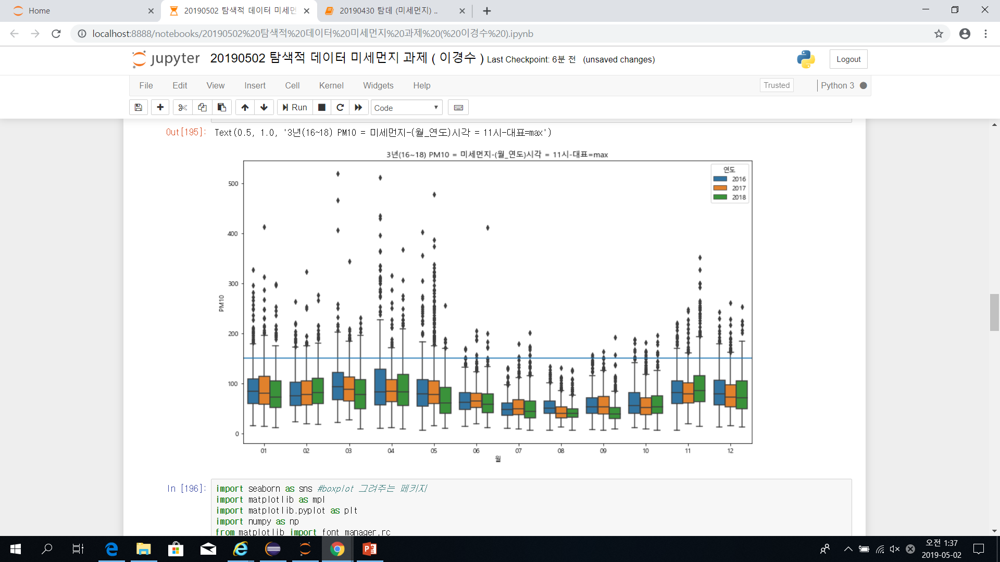 Home
20190502 탐색적 데이터 미세먼
20190430 탐데 (미세먼지) ..
localhost:8888/notebooks/20190502%20탐색적%20데이터%20미세먼지%20과제%20(%20이경수%20).ipynb
jupyter 20190502 탐색적 데이터 미세먼지 과제 ( 이경수 ) Last Checkpoint: 6분 전 (unsaved changes)
Logout
File Edit View Insert Cell Kernel Widgets Help
Trusted
Python 3
Run
Code
Out[195]: Text(0.5, 1.0, '3년(16~18) PM10 = 미세먼지-(월_연도)시각 = 11시-대표=max')
3년(16~18) PM10 = 미세먼지-(월_연도)시각 = 11시-대표=max
연도
2016
2017
2018
500
400
300
200
100
0
PM10
01 02 03 04 05 06 07 08 09 10 11 12
월
In [196]: import seaborn as sns #boxplot 그려주는 페키지
import matplotlib as mpl
import matplotlib.pyplot as plt
import numpy as np
from matplotlib import font_manager,rc
오전 1:37
2019-05-02